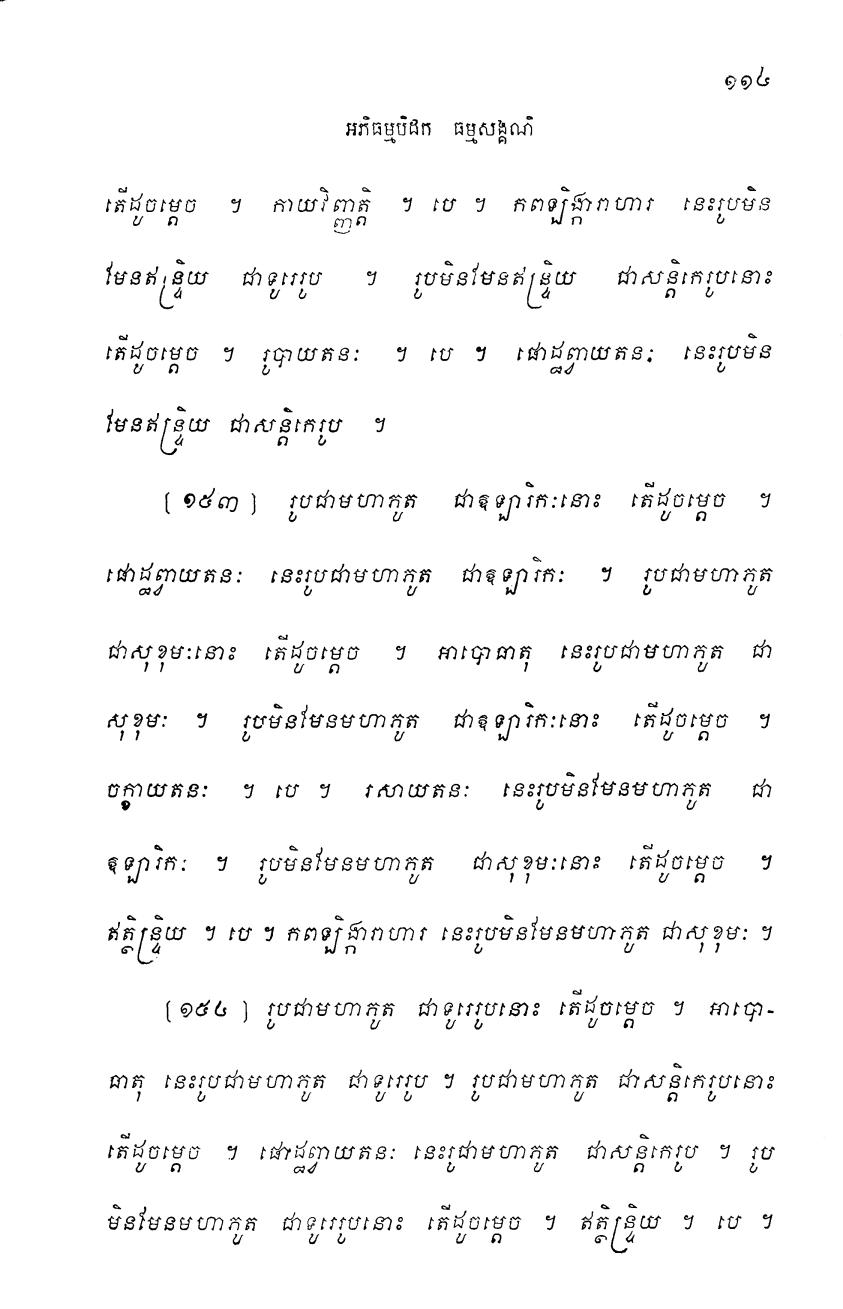 ១១៤
អភិធម្មបិដក ធម្មសង្គណិ
តើដូចម្តេច ។ កាយវិញ្ញត្តិ ។ បេ ។ កពឡិង្ការាហារ នេះរូបមិន
មែនឥន្ទ្រិយ ជាទូរេរូប ។ រូបមិនមែនឥន្ទ្រិយ ជាសន្តិកេរូបនោះ
តើដូចម្តេច ។ រូបាយតនៈ ។ បេ ។ ផោដ្ឋព្វាយតនៈ នេះរូបមិន
មែនឥន្ទ្រិយ ជាសន្តិកេរូប ។
[ ១៥៣ ] រូបជាមហាភូត ជាឱឡារិកៈនោះ តើដូចម្តេច ។
ផោដ្ឋព្វាយតនៈ នេះរូបជាមហាភូត ជាឱឡារិកៈ ។ រូបជាមហាភូត
ជាសុខុមៈនោះ តើដូចម្តេច ។ អាបោធាតុ នេះរូបជាមហាភូត ជា
សុខុមៈ ។ រូបមិនមែនមហាភូត ជាឱឡារិកៈនោះ តើដូចម្តេច ។
ចក្ខាយតនៈ ។ បេ ។ រសាយតនៈ នេះរូបមិនមែនមហាភូត ជា
ឱឡារិកៈ ។ រូបមិនមែនមហាភូត ជាសុខុមៈនោះ តើដូចម្តេច ។
ឥត្ថិន្ទ្រិយ ។ បេ ។ កពឡិង្ការាហារ នេះរូបមិនមែនមហាភូត ជាសុខុមៈ ។
[ ១៥៤ ] រូបជាមហាភូត ជាទូរេរូបនោះ តើដូចម្តេច ។ អាបោ-
ធាតុ នេះរូបជាមហាភូត ជាទូរេរូប ។ រូបជាមហាភូត ជាសន្តិកេរូបនោះ
តើដូចម្តេច ។ ផោដ្ឋព្វាយតនៈ នេះរូជាមហាភូត ជាសន្តិកេរូប ។ រូប
មិនមែនមហាភូត ជាទូរេរូបនោះ តើដូចម្តេច ។ ឥត្ថិន្ទ្រិយ ។ បេ ។